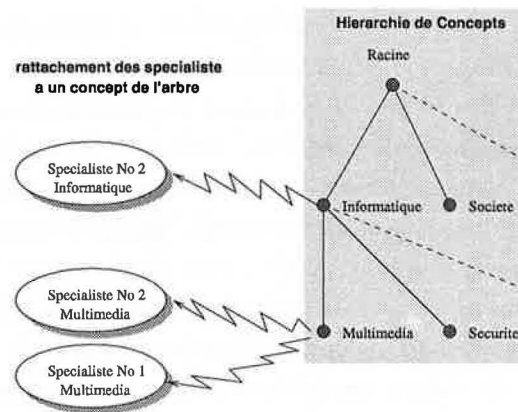 Hierarchie de Concepts
Racine
rattachement des specialiste
a un concept de l'arbre
Specialiste No 2
Informatique
Informatique
Societe
Specialiste No 2
Multimedia
Multimedia
Securite
Specialiste No 1
Multimedia